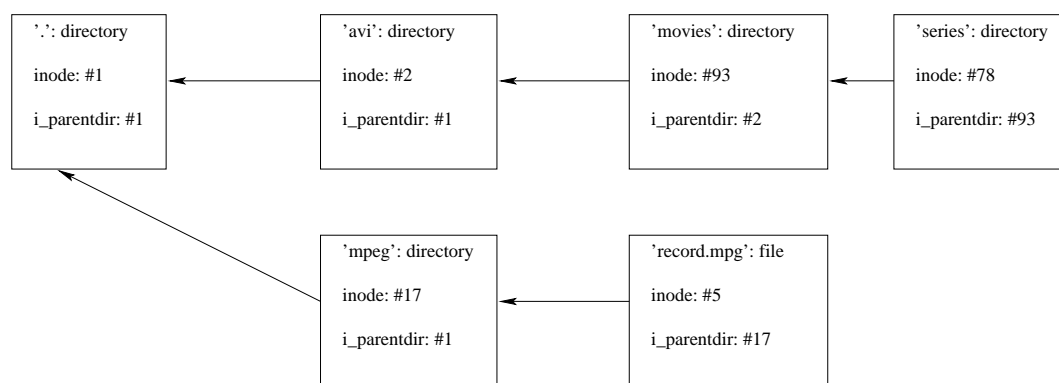 ’.’: directory
inode: #1
i_parentdir: #1
’avi’: directory
inode: #2
i_parentdir: #1
’movies’: directory
inode: #93
i_parentdir: #2
’series’: directory
inode: #78
i_parentdir: #93
’mpeg’: directory
inode: #17
i_parentdir: #1
’record.mpg’: file
inode: #5
i_parentdir: #17